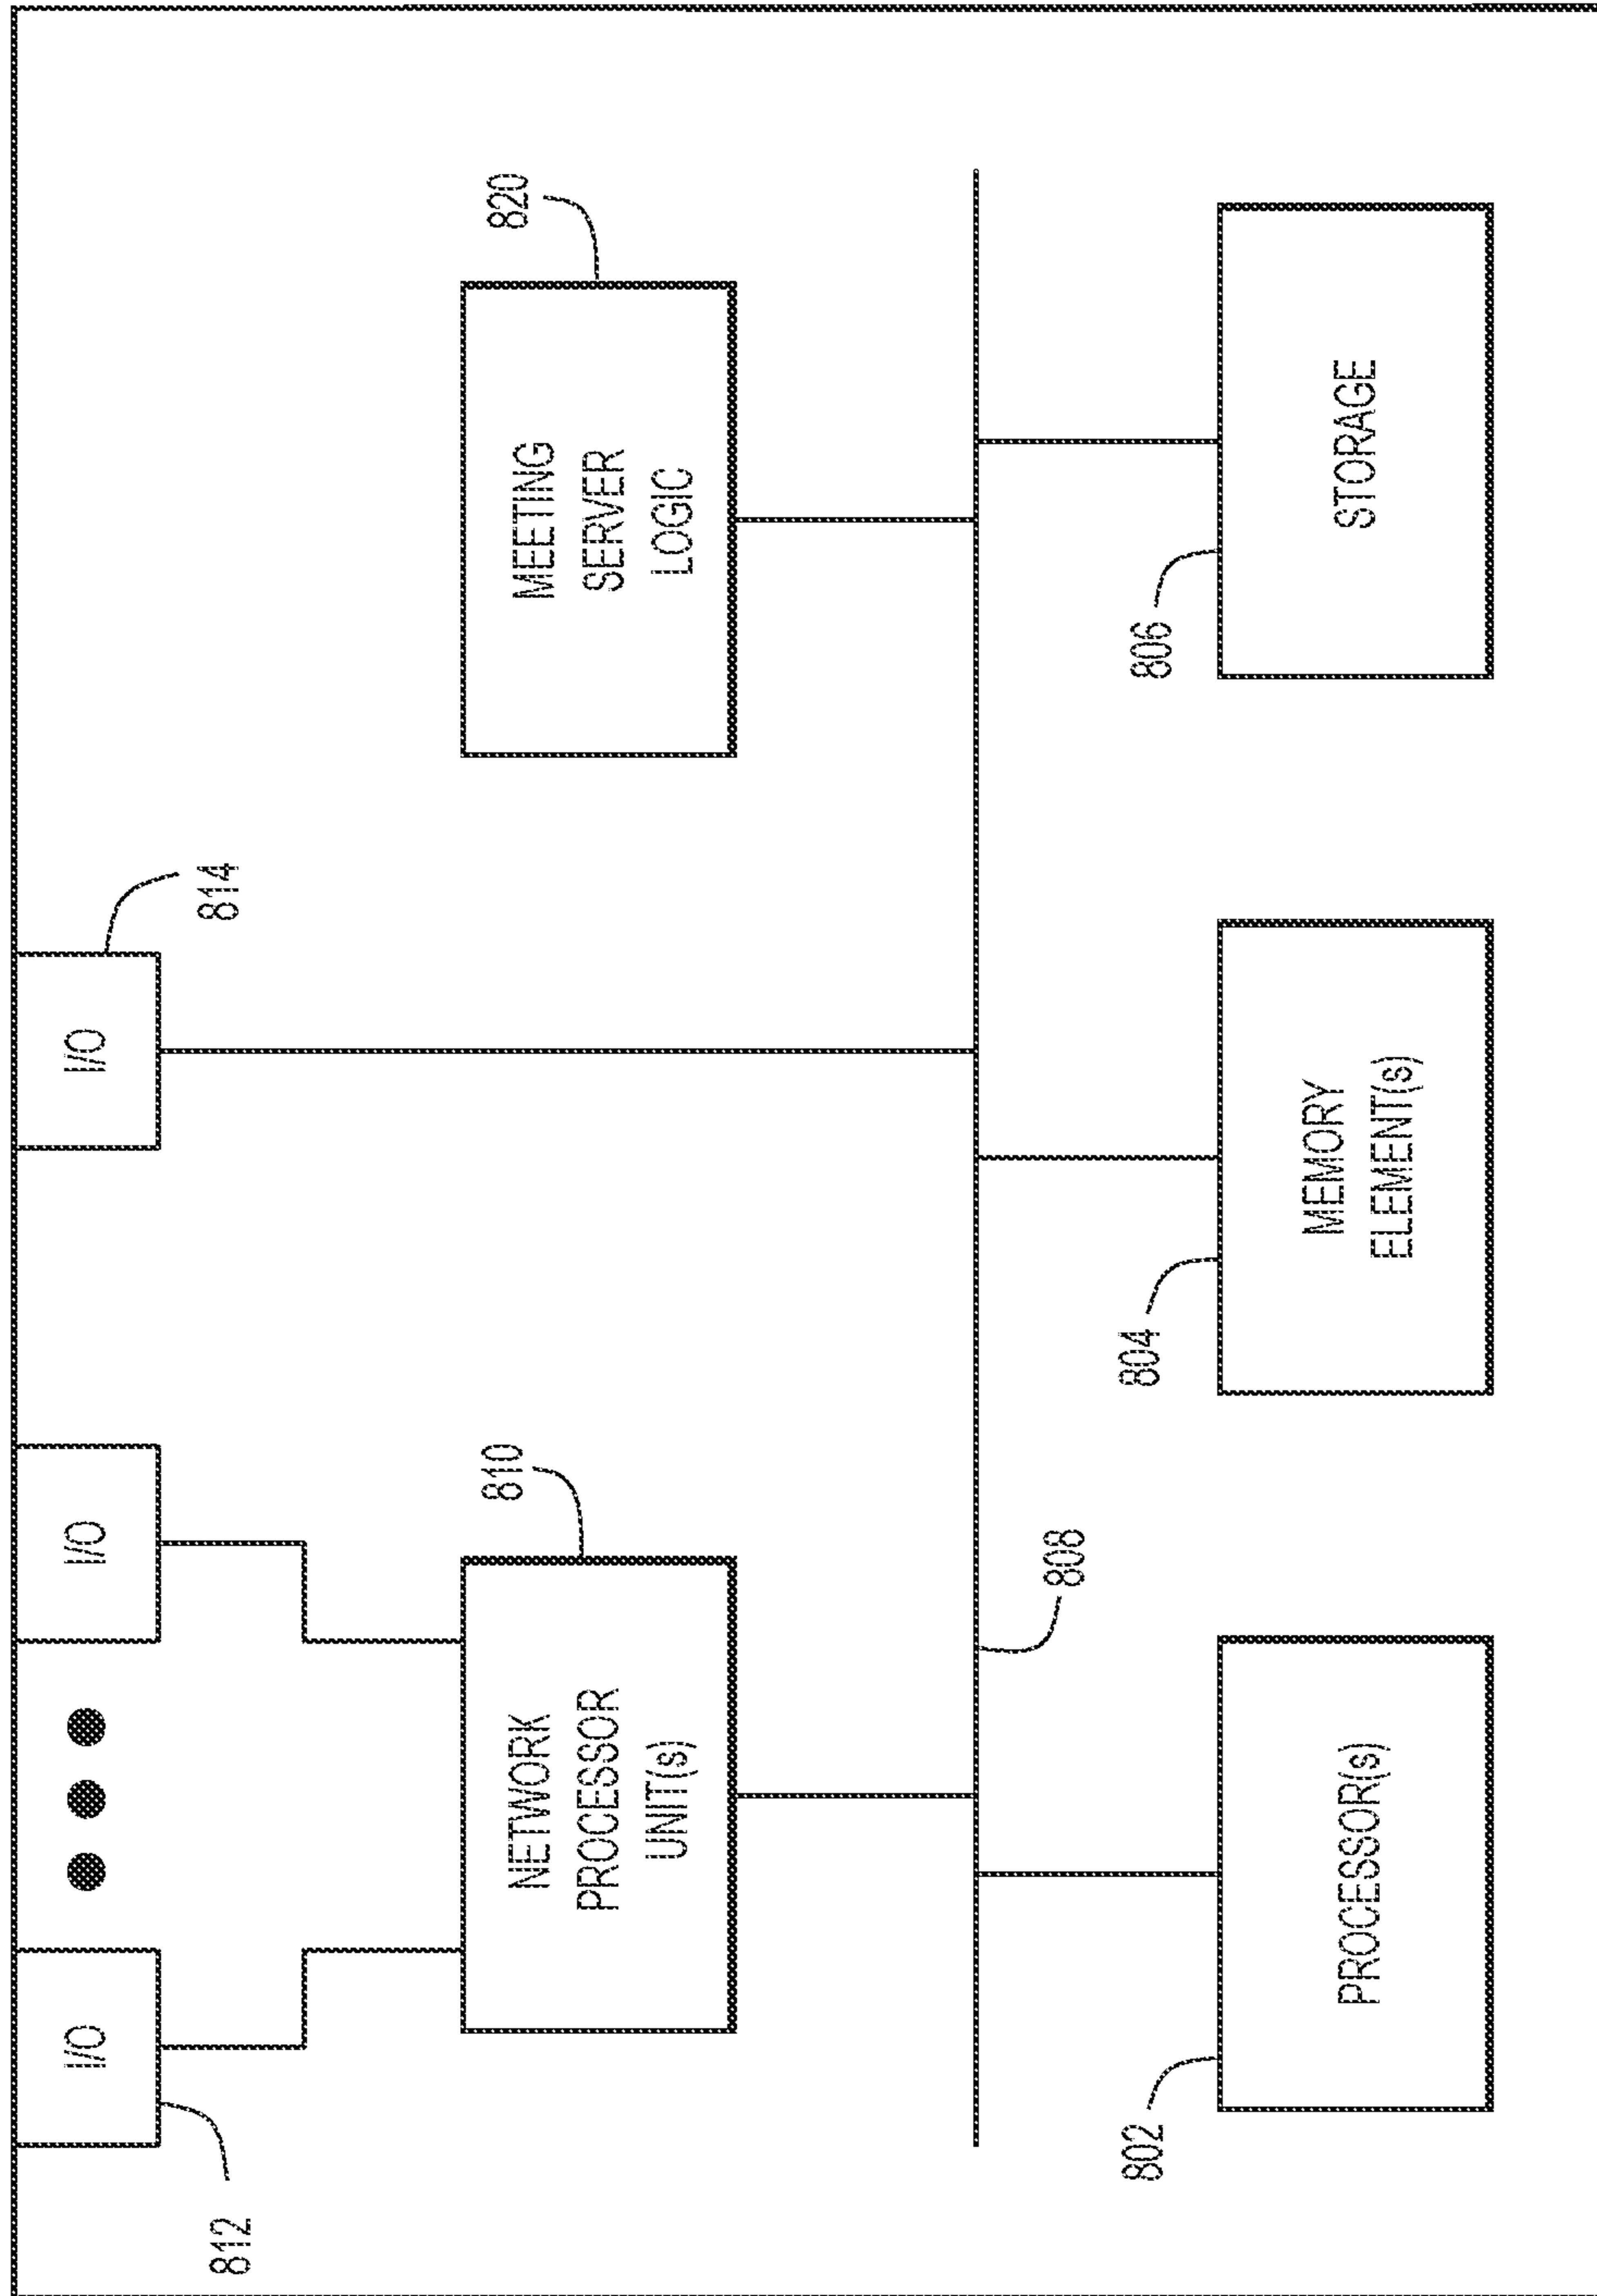 812
I/O
I/O
I/O
814
810
NETWORK
PROCESSOR
UNIT(s)
820
MEETING
SERVER
LOGIC
808
802
PROCESSOR(s)
804
MEMORY
ELEMENT(s)
806
STORAGE